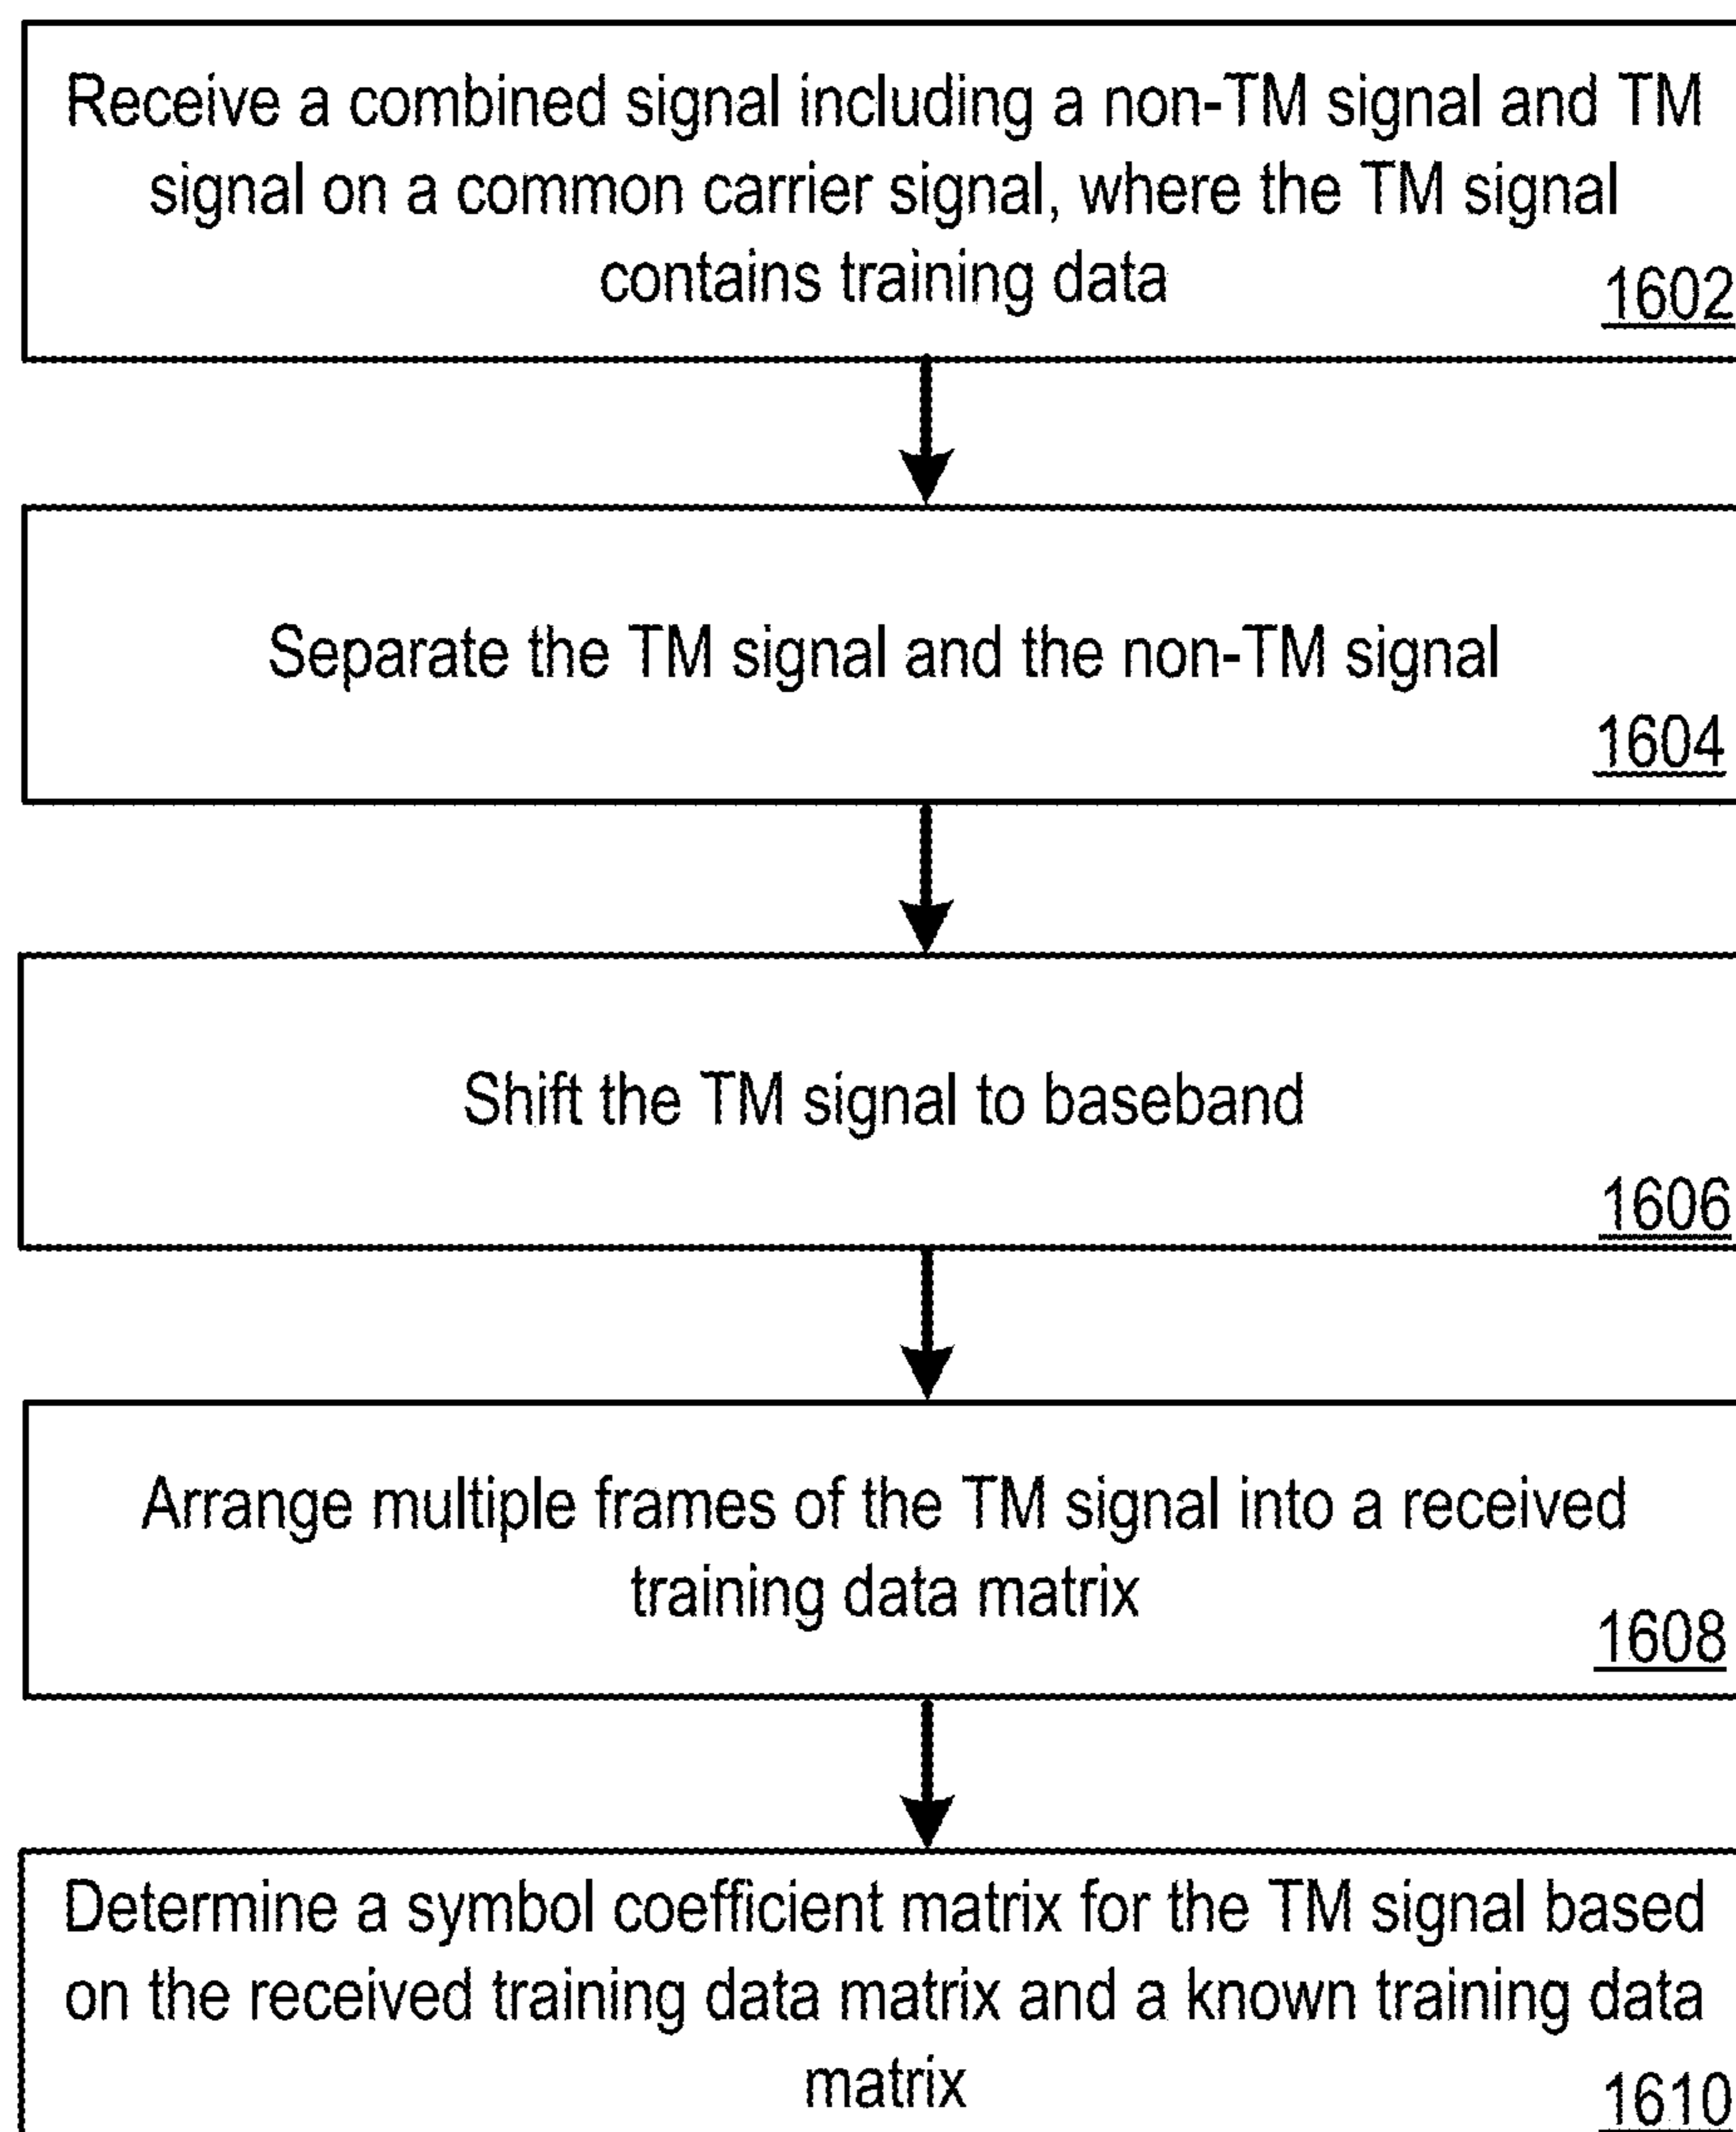 Receive a combined signal including a non-TM signal and TM
signal on a common carrier signal, where the TM signal
contains training data
1602
Separate the TM signal and the non-TM signal
1604
Shift the TM signal to baseband
1606
Arrange multiple frames of the TM signal into a received
training data matrix
1608
Determine a symbol coefficient matrix for the TM signal based
on the received training data matrix and a known training data
matrix
1610